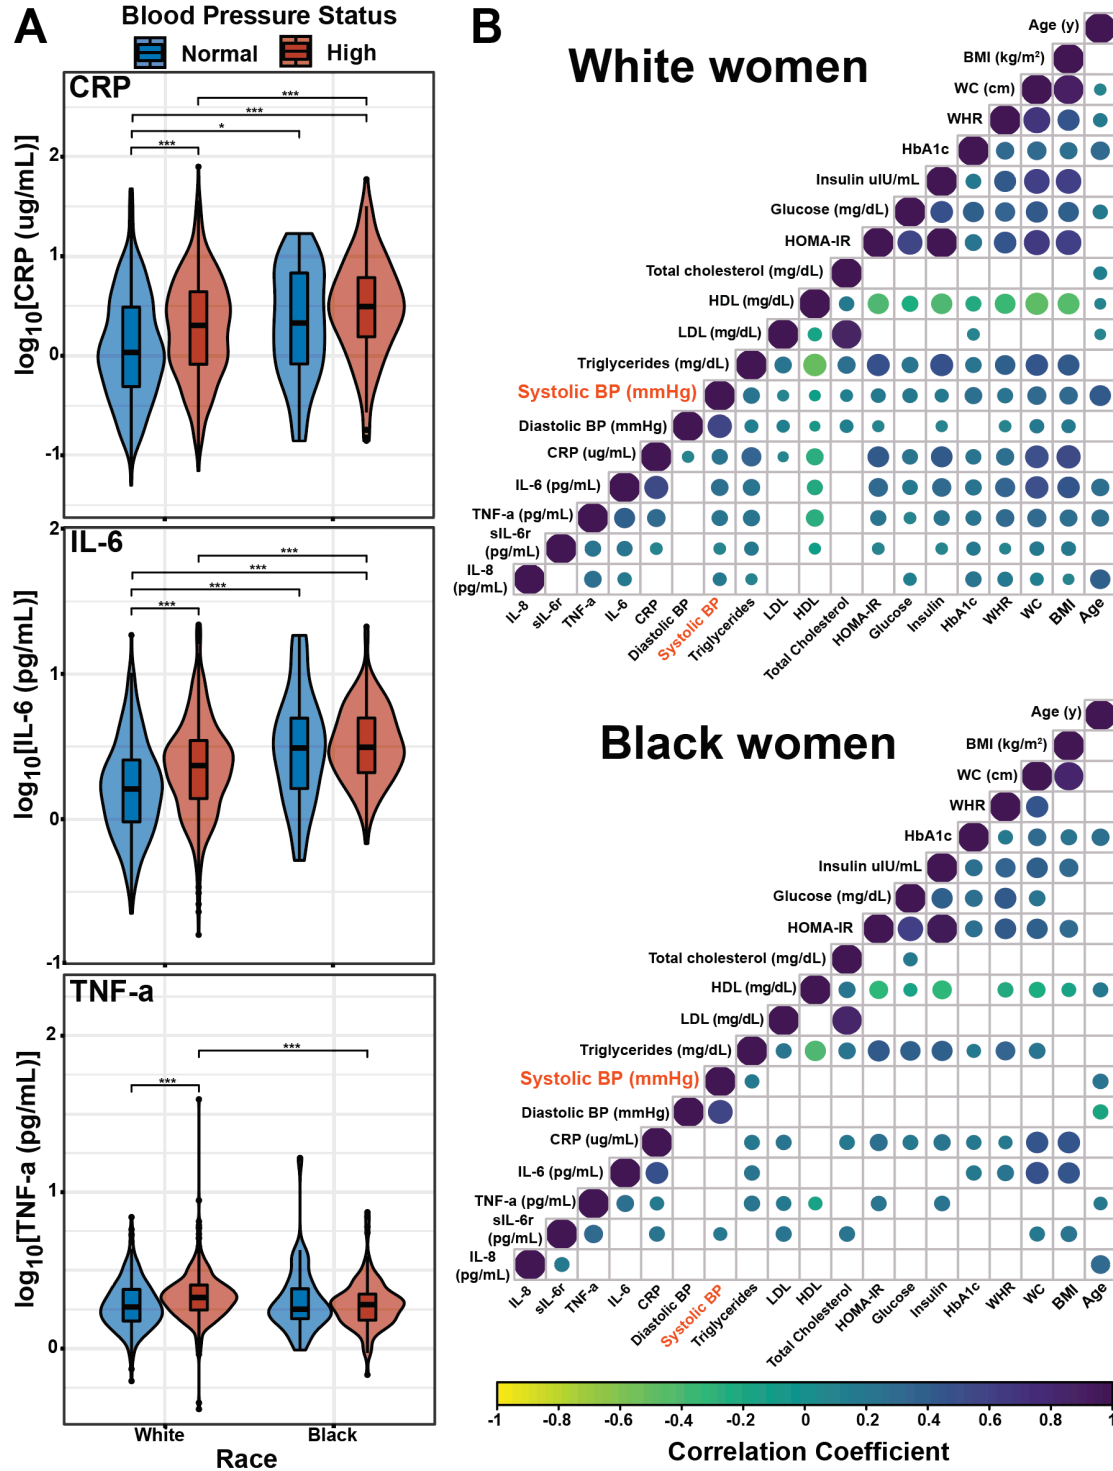 A
Blood Pressure Status
Normal
High
CRP
***
***
*
***
2
1
0
-1
log10[CRP (ug/mL)]
IL-6
***
***
***
***
2
1
0
-1
log10[IL-6 (pg/mL)]
TNF-a
***
***
2
1
0
log10[TNF-a (pg/mL)]
White
Black
Race
B
White women
Age (y)
BMI (kg/m²)
WC (cm)
WHR
HbA1c
Insulin uIU/mL
Glucose (mg/dL)
HOMA-IR
Total cholesterol (mg/dL)
HDL (mg/dL)
LDL (mg/dL)
Triglycerides (mg/dL)
Systolic BP (mmHg)
Diastolic BP (mmHg)
CRP (ug/mL)
IL-6 (pg/mL)
TNF-a (pg/mL)
sIL-6r
(pg/mL)
IL-8
(pg/mL)
IL-8
sIL-6r
TNF-a
IL-6
CRP
Diastolic BP
Systolic BP
Triglycerides
LDL
HDL
Total Cholesterol
HOMA-IR
Glucose
Insulin
HbA1c
WHR
WC
BMI
Age
Black women
Age (y)
BMI (kg/m²)
WC (cm)
WHR
HbA1c
Insulin uIU/mL
Glucose (mg/dL)
HOMA-IR
Total cholesterol (mg/dL)
HDL (mg/dL)
LDL (mg/dL)
Triglycerides (mg/dL)
Systolic BP (mmHg)
Diastolic BP (mmHg)
CRP (ug/mL)
IL-6 (pg/mL)
TNF-a (pg/mL)
sIL-6r
(pg/mL)
IL-8
(pg/mL)
IL-8
sIL-6r
TNF-a
IL-6
CRP
Diastolic BP
Systolic BP
Triglycerides
LDL
HDL
Total Cholesterol
HOMA-IR
Glucose
Insulin
HbA1c
WHR
WC
BMI
Age
-1 -0.8 -0.6 -0.4 -0.2 0 0.2 0.4 0.6 0.8 1
Correlation Coefficient